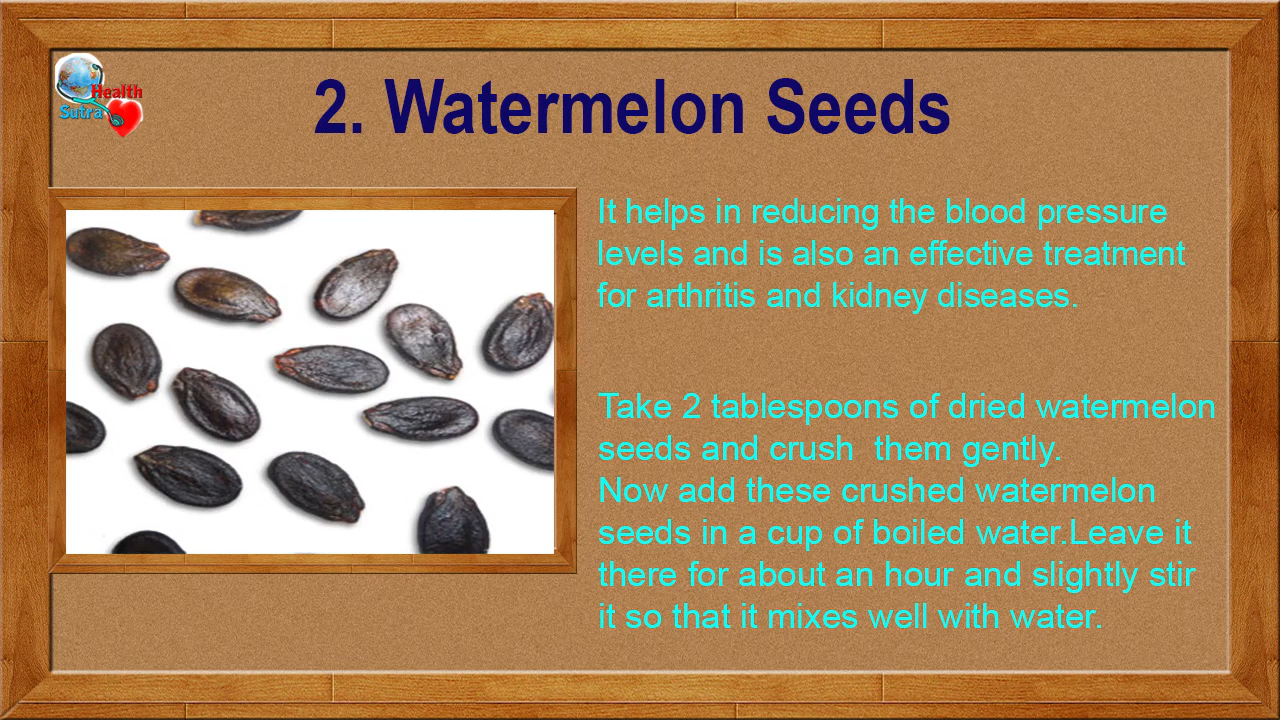 Health
Sutra
2. Watermelon Seeds
It helps in reducing the blood pressure
levels and is also an effective treatment
for arthritis and kidney diseases.
Take 2 tablespoons of dried watermelon
seeds and crush  them gently.
Now add these crushed watermelon
seeds in a cup of boiled water.Leave it
there for about an hour and slightly stir
it so that it mixes well with water.